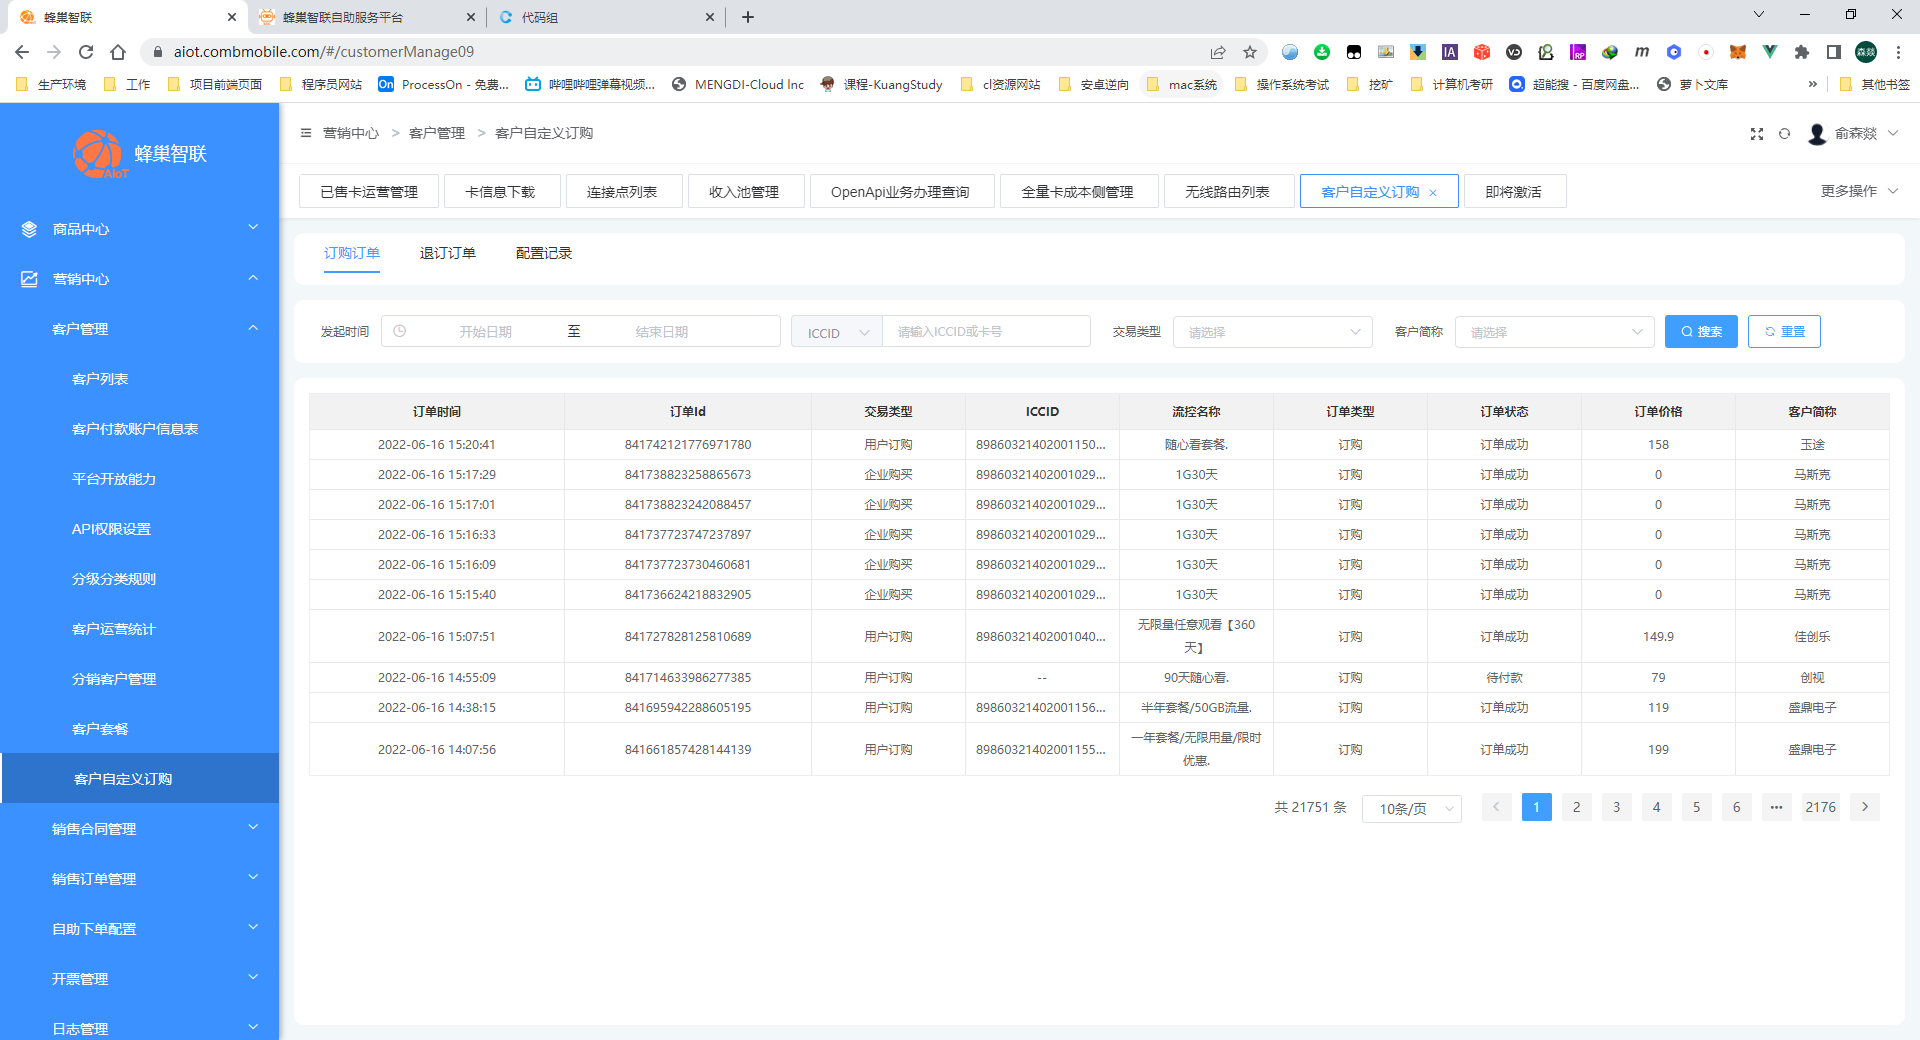 蜂巢智联
蜂巢智联自助服务平台
代码组
aiot.combmobile.com/#/customerManage09
生产环境
工作
项目前端页面
程序员网站
ProcessOn - 免费...
哔哩哔哩弹幕视频...
MENGDI-Cloud Inc
课程-KuangStudy
cl资源网站
安卓逆向
mac系统
操作系统考试
挖矿
计算机考研
超能搜 - 百度网盘...
萝卜文库
»
其他书签
蜂巢智联
AIoT
商品中心
营销中心
客户管理
客户列表
客户付款账户信息表
平台开放能力
API权限设置
分级分类规则
客户运营统计
分销客户管理
客户套餐
客户自定义订购
销售合同管理
销售订单管理
自助下单配置
开票管理
日志管理
营销中心 > 客户管理 > 客户自定义订购
俞森燚
已售卡运营管理
卡信息下载
连接点列表
收入池管理
OpenApi业务办理查询
全量卡成本侧管理
无线路由列表
客户自定义订购 ×
即将激活
更多操作
订购订单
退订订单
配置记录
发起时间 开始日期 至 结束日期
ICCID 请输入ICCID或卡号
交易类型 请选择
客户简称 请选择
搜索
重置
订单时间 订单Id 交易类型 ICCID 流控名称 订单类型 订单状态 订单价格 客户简称
2022-06-16 15:20:41 841742121776971780 用户订购 89860321402001150... 随心看套餐. 订购 订单成功 158 玉途
2022-06-16 15:17:29 841738823258865673 企业购买 89860321402001029... 1G30天 订购 订单成功 0 马斯克
2022-06-16 15:17:01 841738823242088457 企业购买 89860321402001029... 1G30天 订购 订单成功 0 马斯克
2022-06-16 15:16:33 841737723747237897 企业购买 89860321402001029... 1G30天 订购 订单成功 0 马斯克
2022-06-16 15:16:09 841737723730460681 企业购买 89860321402001029... 1G30天 订购 订单成功 0 马斯克
2022-06-16 15:15:40 841736624218832905 企业购买 89860321402001029... 1G30天 订购 订单成功 0 马斯克
2022-06-16 15:07:51 841727828125810689 用户订购 89860321402001040... 无限量任意观看【360天】 订购 订单成功 149.9 佳创乐
2022-06-16 14:55:09 841714633986277385 用户订购 -- 90天随心看. 订购 待付款 79 创视
2022-06-16 14:38:15 841695942288605195 用户订购 89860321402001156... 半年套餐/50GB流量. 订购 订单成功 119 盛鼎电子
2022-06-16 14:07:56 841661857428144139 用户订购 89860321402001155... 一年套餐/无限用量/限时优惠. 订购 订单成功 199 盛鼎电子
共 21751 条 10条/页 1 2 3 4 5 6 ••• 2176